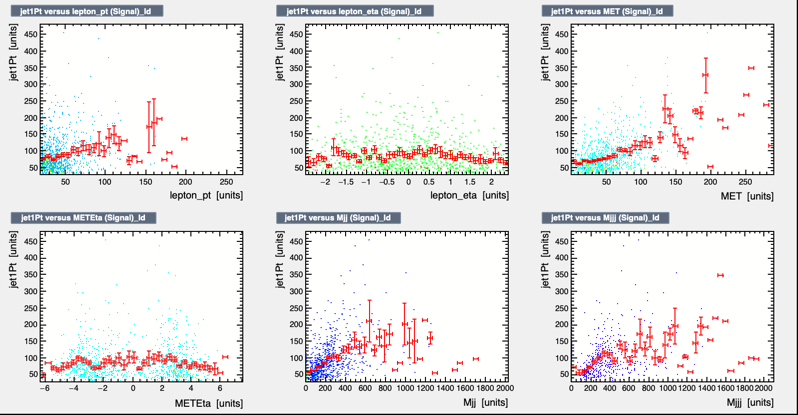 jet1Pt versus lepton_pt (Signal)_Id
jet1Pt versus lepton_eta (Signal)_Id
jet1Pt versus MET (Signal)_Id
jet1Pt [units]
450
400
350
300
250
200
150
100
50
50 100 150 200 250
lepton_pt [units]
jet1Pt [units]
450
400
350
300
250
200
150
100
50
−2 −1.5 −1 −0.5 0 0.5 1 1.5 2
lepton_eta [units]
jet1Pt [units]
450
400
350
300
250
200
150
100
50
50 100 150 200 250
MET [units]
jet1Pt versus METEta (Signal)_Id
jet1Pt versus Mjj (Signal)_Id
jet1Pt versus Mjjj (Signal)_Id
jet1Pt [units]
450
400
350
300
250
200
150
100
50
−6 −4 −2 0 2 4 6
METEta [units]
jet1Pt [units]
450
400
350
300
250
200
150
100
50
0 200 400 600 800 1000 1200 1400 1600 1800 2000
Mjj [units]
jet1Pt [units]
450
400
350
300
250
200
150
100
50
0 200 400 600 800 1000 1200 1400 1600 1800 2000
Mjjj [units]